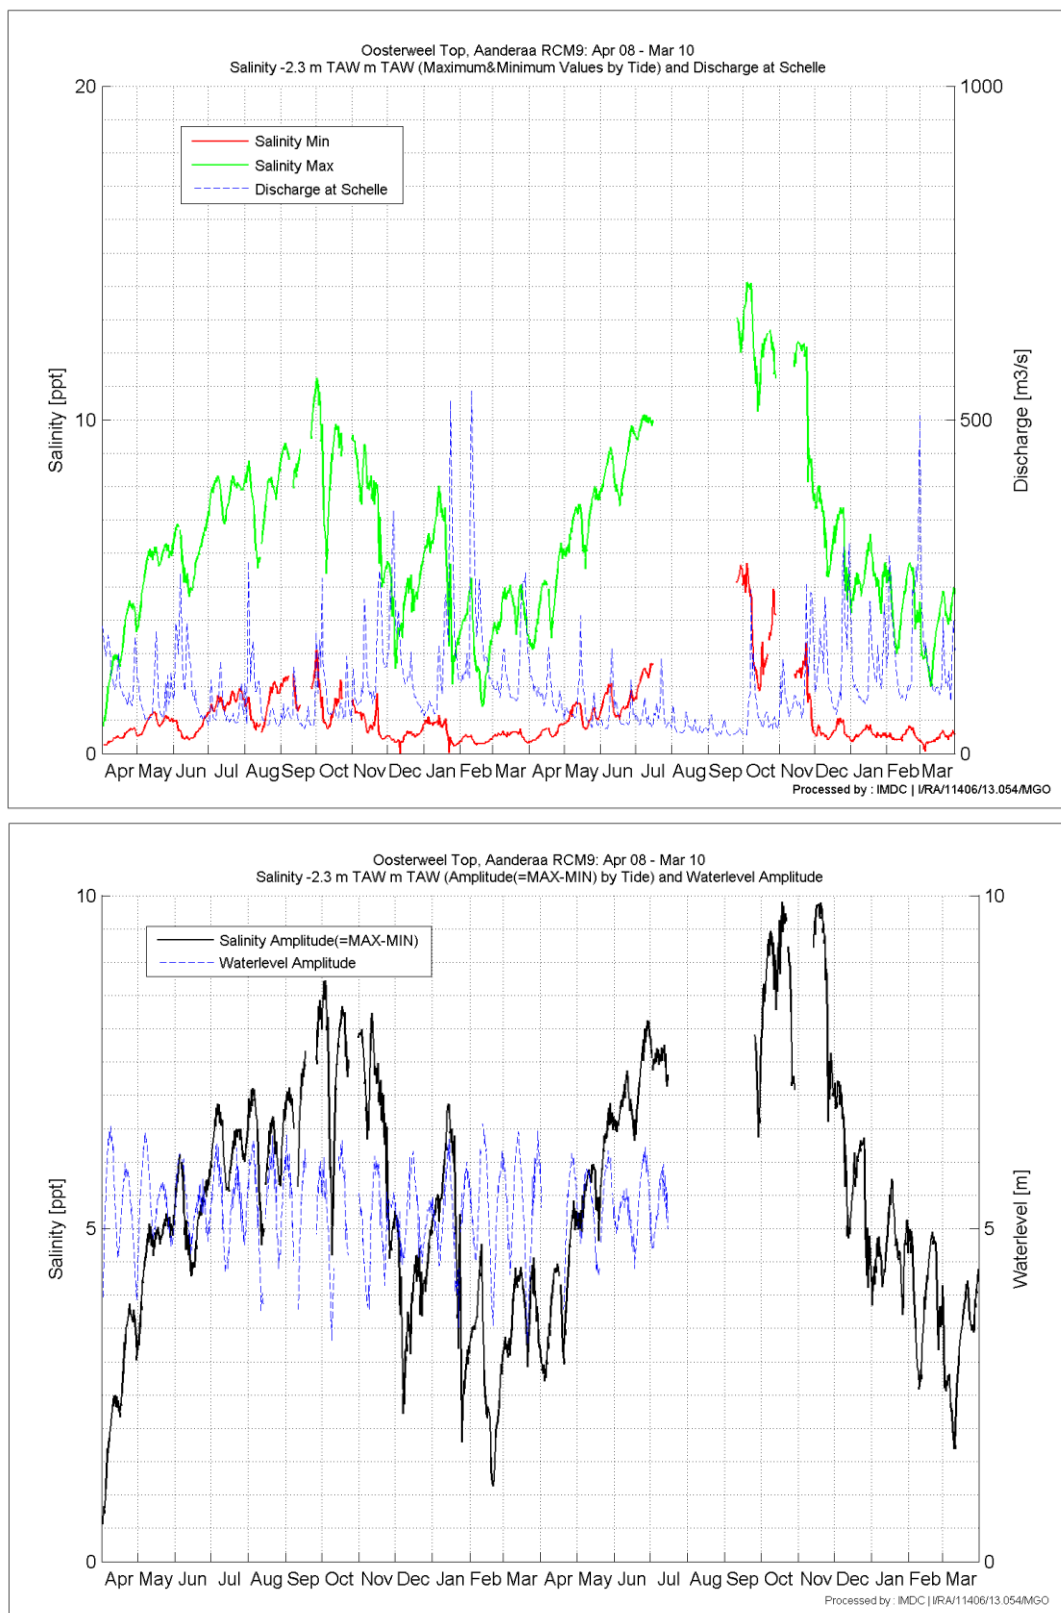 Oosterweel Top, Aanderaa RCM9: Apr 08 - Mar 10
Salinity -2.3 m TAW m TAW (Maximum&Minimum Values by Tide) and Discharge at Schelle
20
1000
Salinity Min
Salinity Max
Discharge at Schelle
Salinity [ppt]
Discharge [m3/s]
10
500
0
0
Apr May Jun Jul Aug Sep Oct Nov Dec Jan Feb Mar Apr May Jun Jul Aug Sep Oct Nov Dec Jan Feb Mar
Processed by : IMDC | I/RA/11406/13.054/MGO
Oosterweel Top, Aanderaa RCM9: Apr 08 - Mar 10
Salinity -2.3 m TAW m TAW (Amplitude(=MAX-MIN) by Tide) and Waterlevel Amplitude
10
10
Salinity Amplitude(=MAX-MIN)
Waterlevel Amplitude
Salinity [ppt]
Waterlevel [m]
5
5
0
0
Apr May Jun Jul Aug Sep Oct Nov Dec Jan Feb Mar Apr May Jun Jul Aug Sep Oct Nov Dec Jan Feb Mar
Processed by : IMDC | I/RA/11406/13.054/MGO